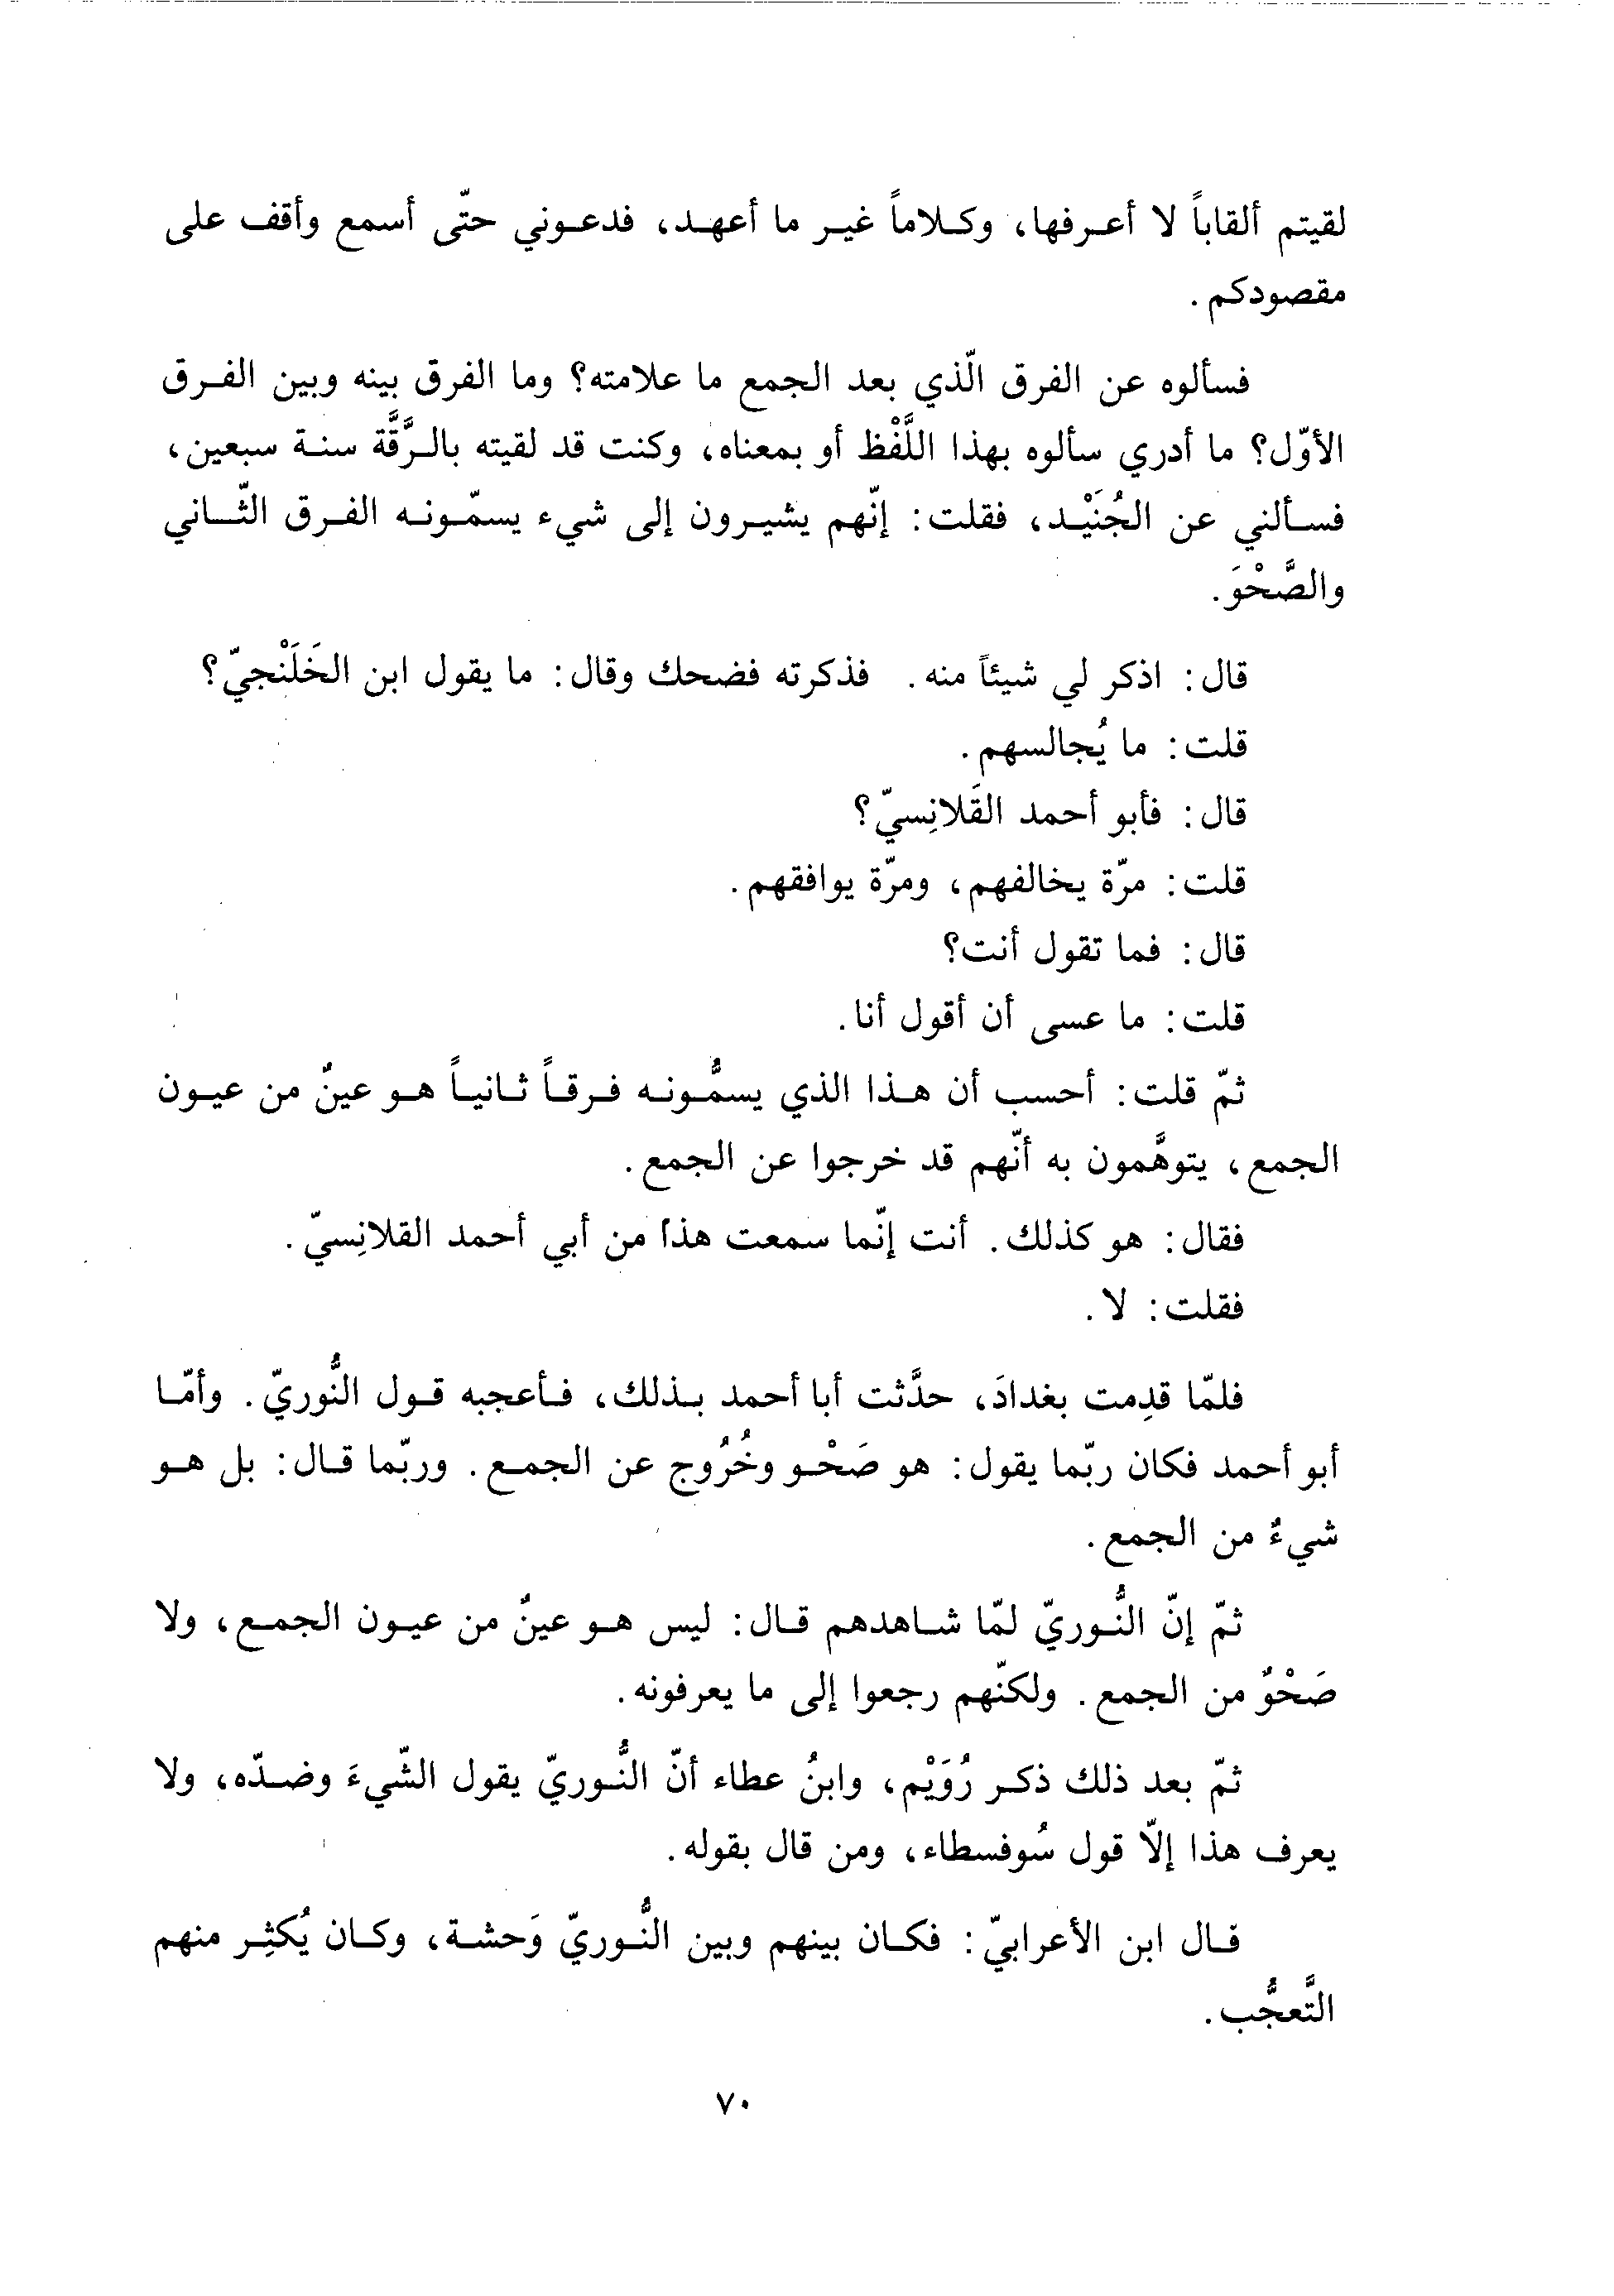 لقيتم ألقاباً لا أعرفها، وكلاماً غير ما أعهد، فدعوني حتّى أسمع وأقف على
مقصودكم.
فسألوه عن الفرق الّذي بعد الجمع ما علامته؟ وما الفرق بينه وبين الفرق
الأوّل؟ ما أدري سألوه بهذا اللَّفْظ أو بمعناه، وكنت قد لقيته بالرَّقَّة سنة سبعين،
فسألني عن الجُنَيْد، فقلت: إنّهم يشيرون إلى شيء يسمّونه الفرق الثّاني
والصَّحْوَ.
قال: اذكر لي شيئاً منه. فذكرته فضحك وقال: ما يقول ابن الخَلَنْجيّ؟
قلت: ما يُجالسهم.
قال: فأبو أحمد القَلانِسيّ؟
قلت: مرّة يخالفهم، ومرّة يوافقهم.
قال: فما تقول أنت؟
قلت: ما عسى أن أقول أنا.
ثمّ قلت: أحسب أن هذا الذي يسمُّونه فرقاً ثانياً هو عينٌ من عيون
الجمع، يتوهَّمون به أنّهم قد خرجوا عن الجمع.
فقال: هو كذلك. أنت إنّما سمعت هذا من أبي أحمد القلانِسيّ.
فقلت: لا.
فلمّا قدِمت بغدادَ، حدَّثت أبا أحمد بذلك، فأعجبه قول النُّوريّ. وأمّا
أبو أحمد فكان ربّما يقول: هو صَحْو وخُرُوج عن الجمع. وربّما قال: بل هو
شيءٌ من الجمع.
ثمّ إنّ النُّوريّ لمّا شاهدهم قال: ليس هو عينٌ من عيون الجمع، ولا
صَحْوٌ من الجمع. ولكنّهم رجعوا إلى ما يعرفونه.
ثمّ بعد ذلك ذكر رُوَيْم، وابنُ عطاء أنّ النُّوريّ يقول الشّيءَ وضدّه، ولا
يعرف هذا إلّا قول سُوفسطاء، ومن قال بقوله.
قال ابن الأعرابيّ: فكان بينهم وبين النُّوريّ وَحشة، وكان يُكثِر منهم
التَّعجُّب.
٧٠